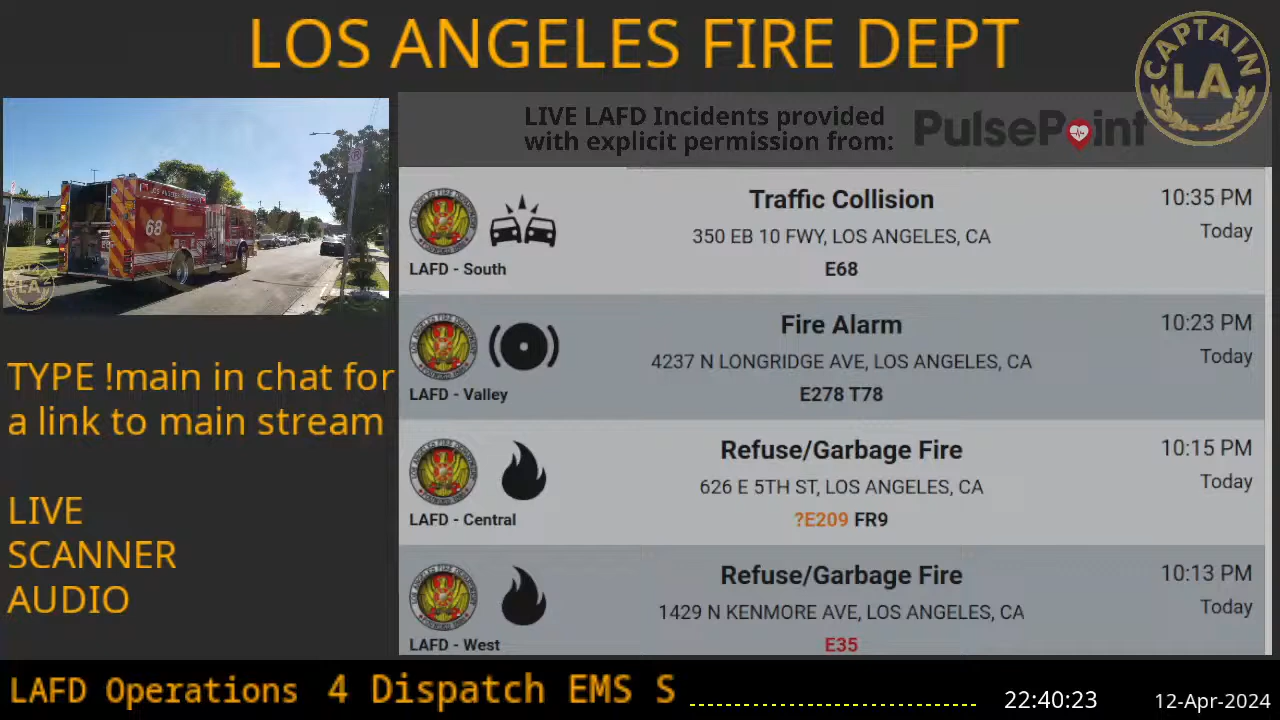 LOS ANGELES FIRE DEPT
CAPTAIN
LA
LIVE LAFD Incidents provided
with explicit permission from:
PulsePoint
68
Traffic Collision
10:35 PM
350 EB 10 FWY, LOS ANGELES, CA
Today
LAFD - South
E68
Fire Alarm
10:23 PM
4237 N LONGRIDGE AVE, LOS ANGELES, CA
Today
LAFD - Valley
E278 T78
TYPE !main in chat for
a link to main stream
Refuse/Garbage Fire
10:15 PM
626 E 5TH ST, LOS ANGELES, CA
Today
LAFD - Central
?E209 FR9
LIVE
SCANNER
AUDIO
Refuse/Garbage Fire
10:13 PM
1429 N KENMORE AVE, LOS ANGELES, CA
Today
LAFD - West
E35
LAFD Operations 4 Dispatch EMS S
22:40:23
12-Apr-2024